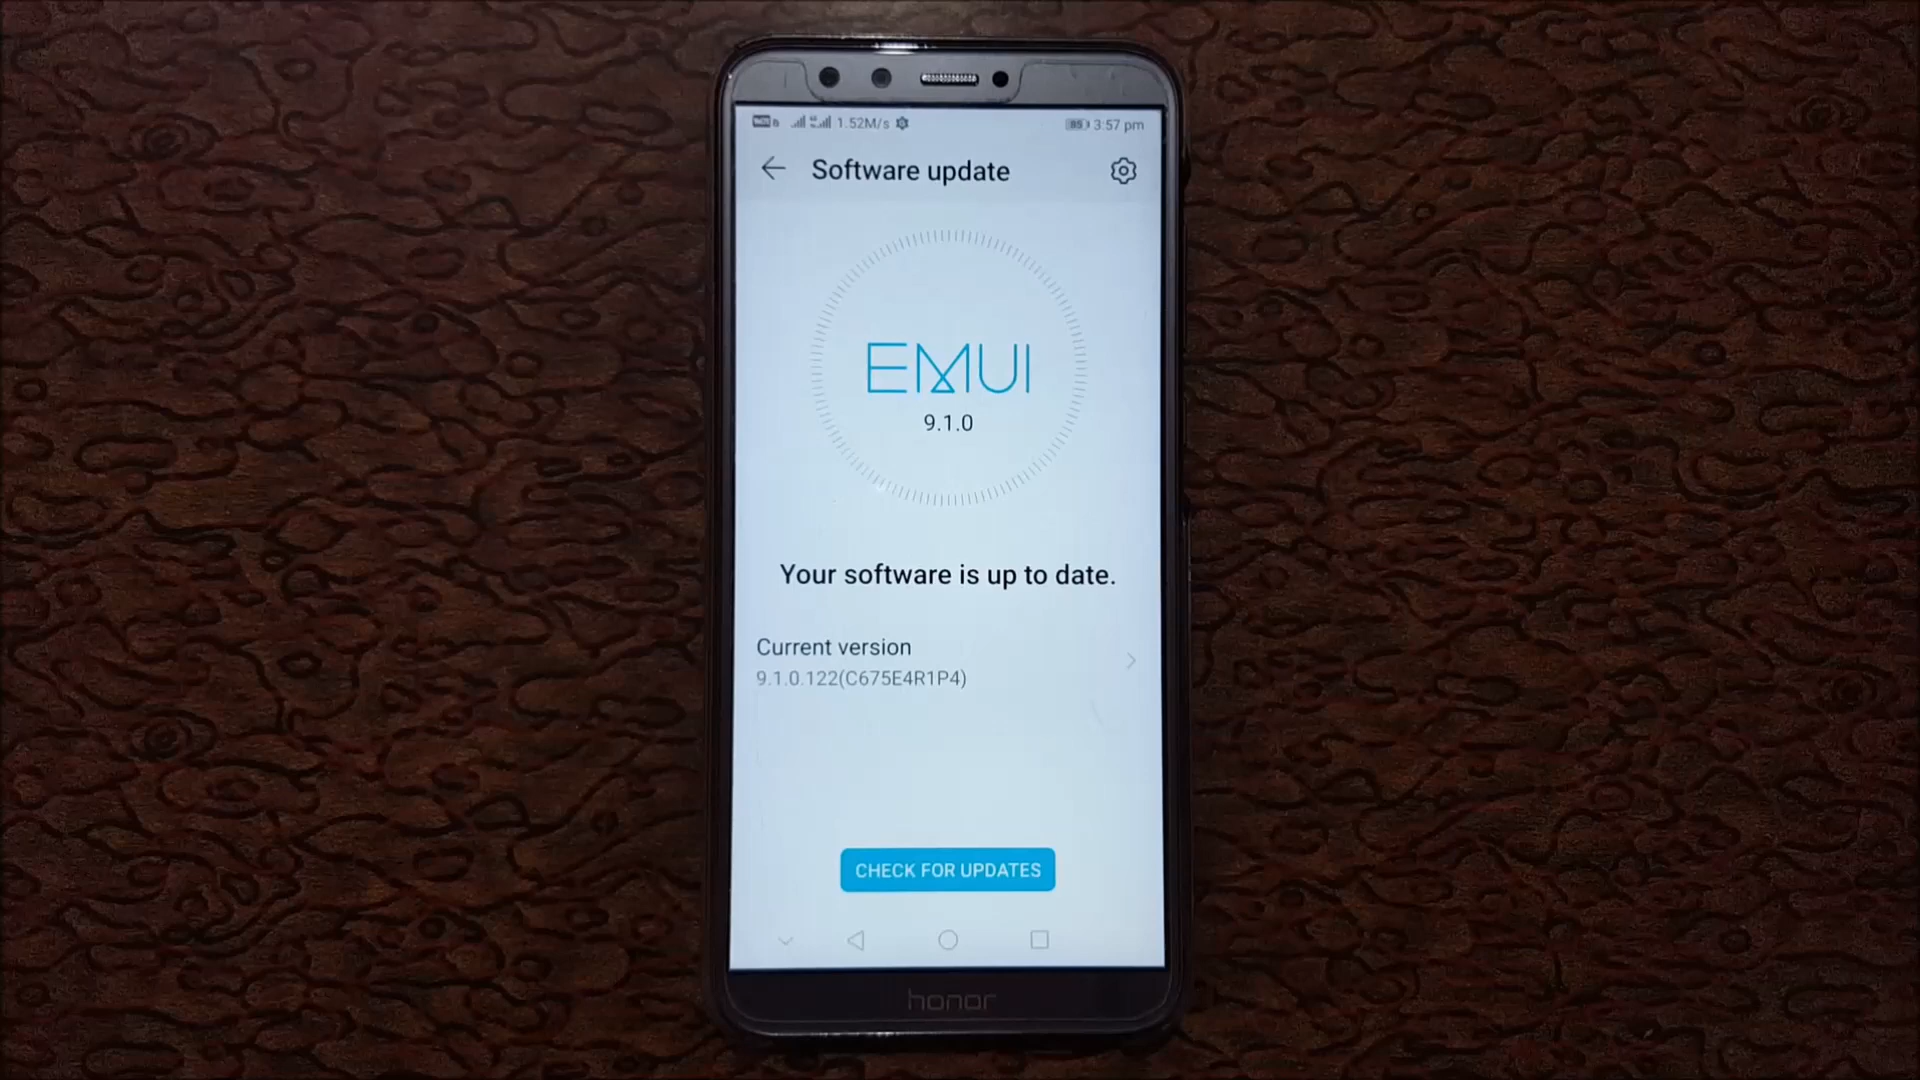 1.52M/s
85 3:57 pm
Software update
EMUI
9.1.0
Your software is up to date.
Current version
9.1.0.122(C675E4R1P4)
CHECK FOR UPDATES
honor